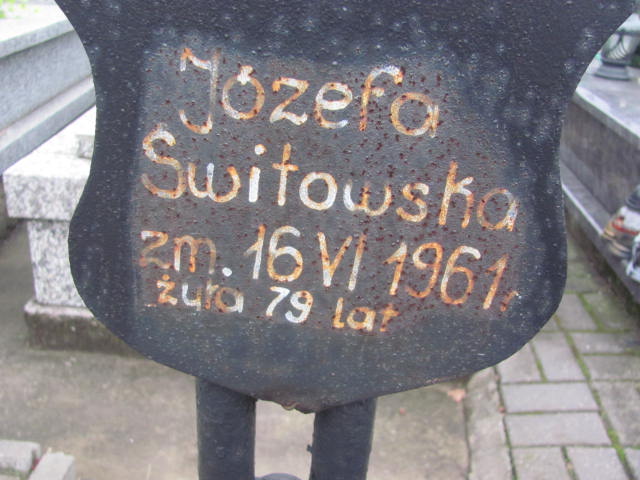 Józefa
Świtowska
zm. 16 VI 1961 r
żyła 79 lat